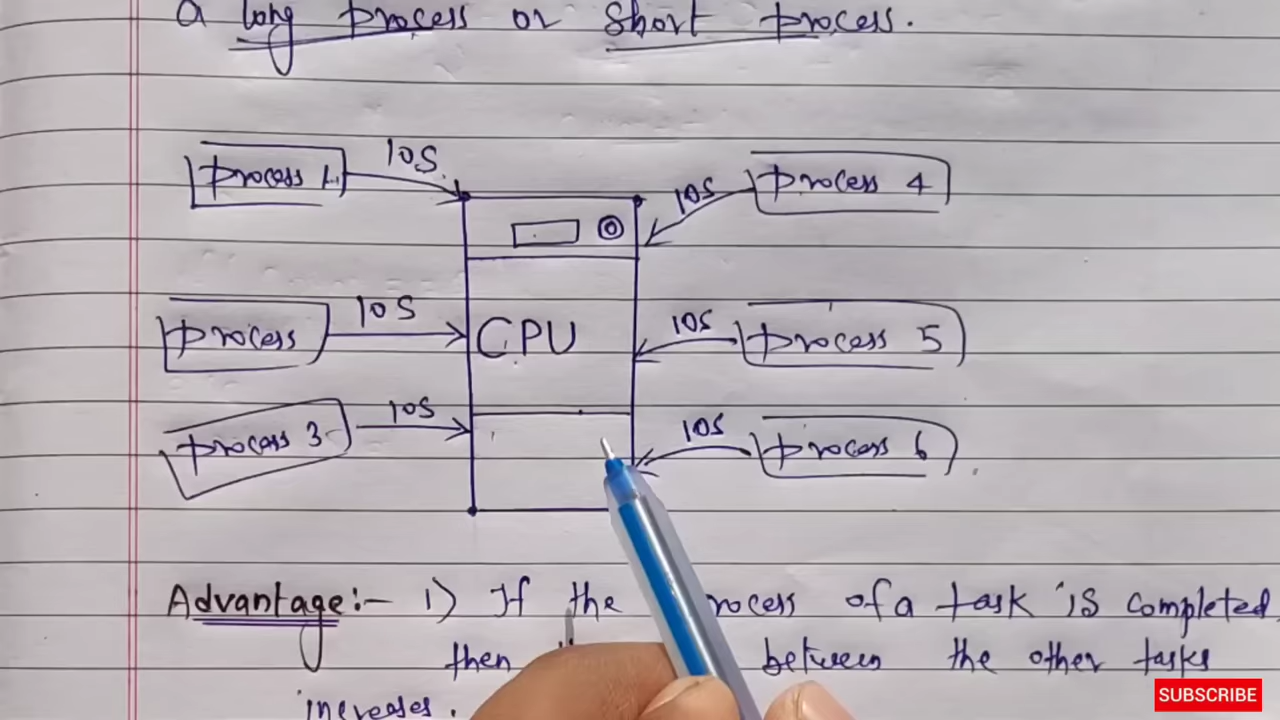 a long process or short process.
process 1. 10S 10S process 4
process 10S CPU 10S process 5
process 3 10S 10S process 6
Advantage:- 1) If the rocess of a task is completed,
then between the other tasks
increases.
SUBSCRIBE